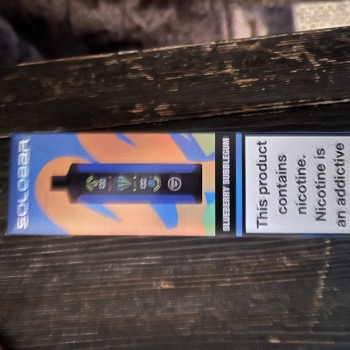 SOLOBAR
BLUEBERRY BUBBLEGUM
This product
contains
nicotine.
Nicotine is
an addictive